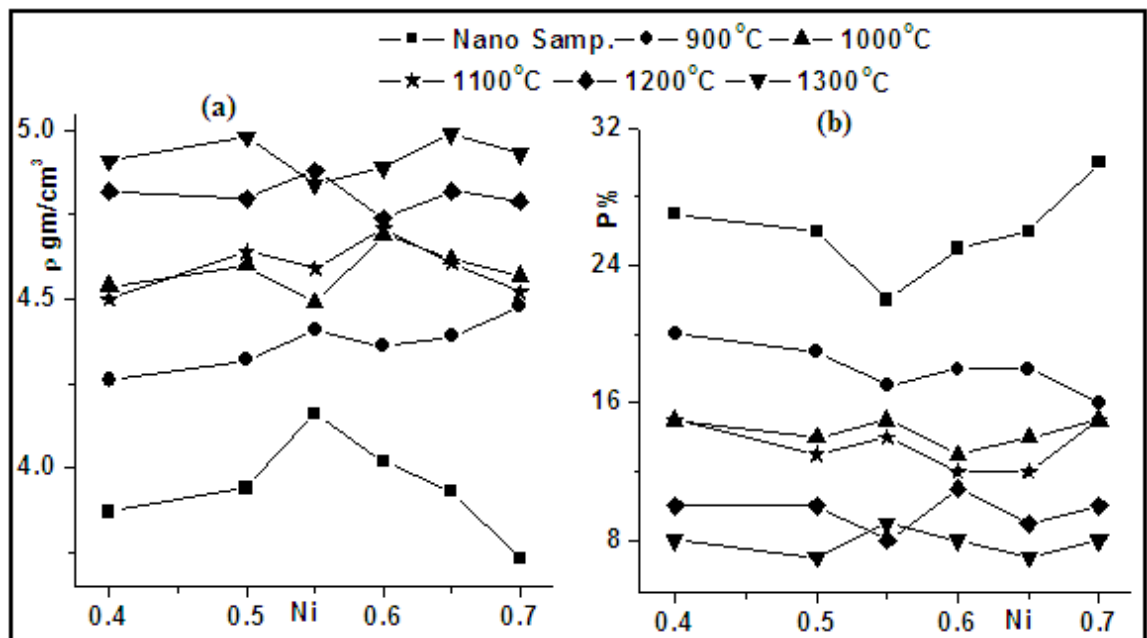 Nano Samp. 900°C 1000°C
1100°C 1200°C 1300°C
(a)
5.0
4.5
4.0
ρ gm/cm³
0.4 0.5 Ni 0.6 0.7
(b)
32
24
16
8
P%
0.4 0.5 Ni 0.6 0.7